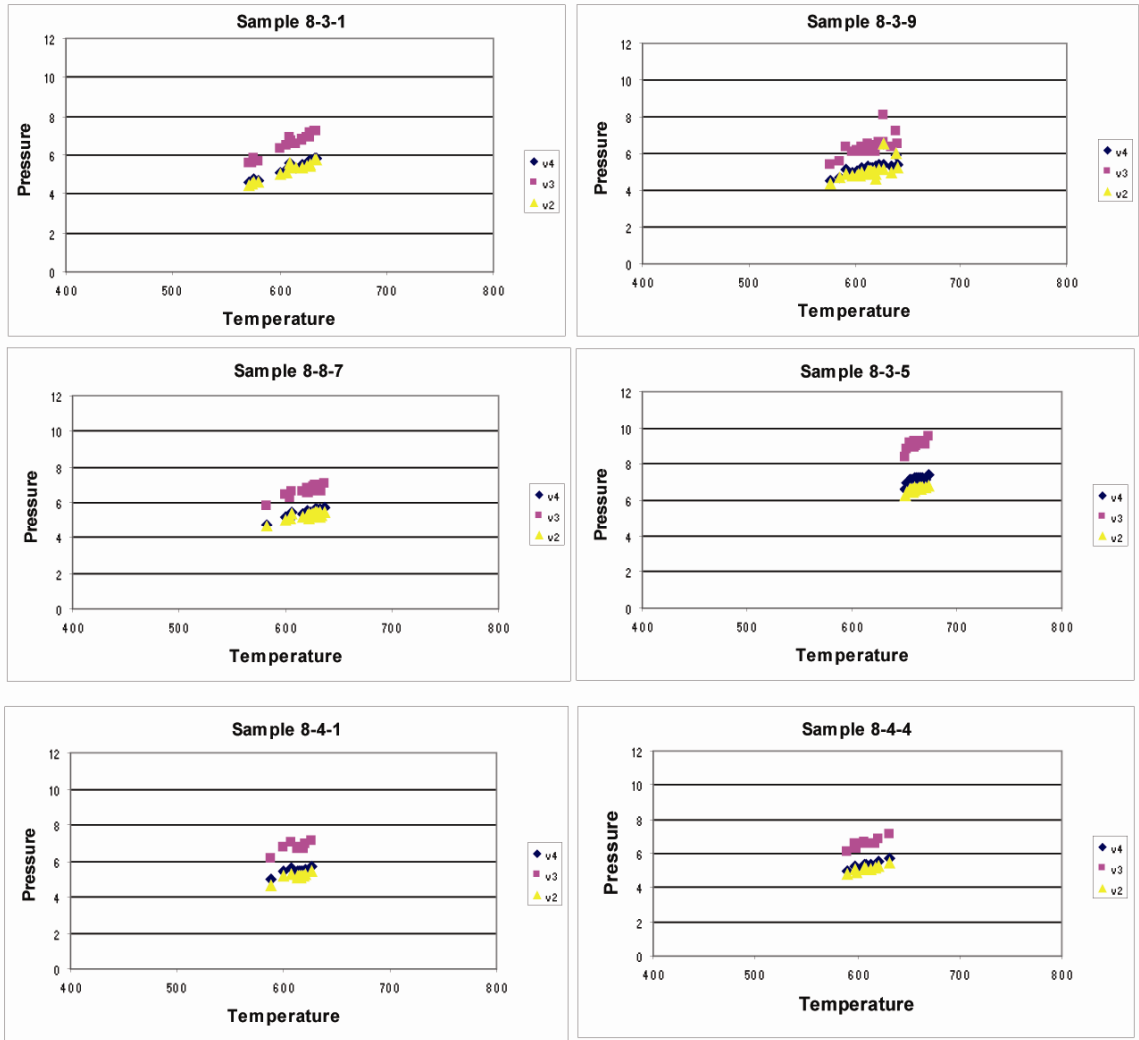 Sample 8-3-1
12
10
8
6
4
2
0
Pressure
400 500 600 700 800
Temperature
v4
v3
v2
Sample 8-3-9
12
10
8
6
4
2
0
Pressure
400 500 600 700 800
Temperature
v4
v3
v2
Sample 8-8-7
12
10
8
6
4
2
0
Pressure
400 500 600 700 800
Temperature
v4
v3
v2
Sample 8-3-5
12
10
8
6
4
2
0
Pressure
400 500 600 700 800
Temperature
v4
v3
v2
Sample 8-4-1
12
10
8
6
4
2
0
Pressure
400 500 600 700 800
Temperature
v4
v3
v2
Sample 8-4-4
12
10
8
6
4
2
0
Pressure
400 500 600 700 800
Temperature
v4
v3
v2